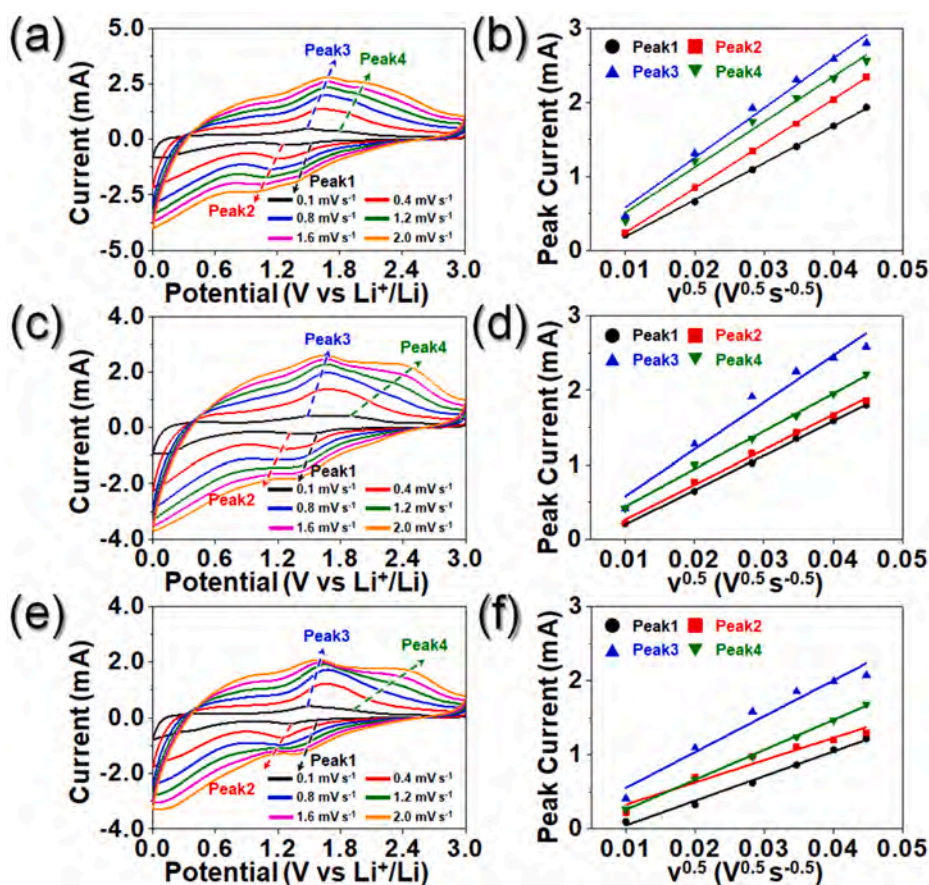 (a)
5.0
2.5
0.0
-2.5
-5.0
Current (mA)
Peak3
Peak4
Peak1
Peak2
0.1 mV s⁻¹ 0.4 mV s⁻¹
0.8 mV s⁻¹ 1.2 mV s⁻¹
1.6 mV s⁻¹ 2.0 mV s⁻¹
0.0 0.6 1.2 1.8 2.4 3.0
Potential (V vs Li⁺/Li)
(b)
3
2
1
0
Peak Current (mA)
Peak1 Peak2
Peak3 Peak4
0.01 0.02 0.03 0.04 0.05
v⁰·⁵ (V⁰·⁵ s⁻⁰·⁵)
(c)
4.0
2.0
0.0
-2.0
-4.0
Current (mA)
Peak3
Peak4
Peak1
Peak2
0.1 mV s⁻¹ 0.4 mV s⁻¹
0.8 mV s⁻¹ 1.2 mV s⁻¹
1.6 mV s⁻¹ 2.0 mV s⁻¹
0.0 0.6 1.2 1.8 2.4 3.0
Potential (V vs Li⁺/Li)
(d)
3
2
1
0
Peak Current (mA)
Peak1 Peak2
Peak3 Peak4
0.01 0.02 0.03 0.04 0.05
v⁰·⁵ (V⁰·⁵ s⁻⁰·⁵)
(e)
4.0
2.0
0.0
-2.0
-4.0
Current (mA)
Peak3
Peak4
Peak1
Peak2
0.1 mV s⁻¹ 0.4 mV s⁻¹
0.8 mV s⁻¹ 1.2 mV s⁻¹
1.6 mV s⁻¹ 2.0 mV s⁻¹
0.0 0.6 1.2 1.8 2.4 3.0
Potential (V vs Li⁺/Li)
(f)
3
2
1
0
Peak Current (mA)
Peak1 Peak2
Peak3 Peak4
0.01 0.02 0.03 0.04 0.05
v⁰·⁵ (V⁰·⁵ s⁻⁰·⁵)